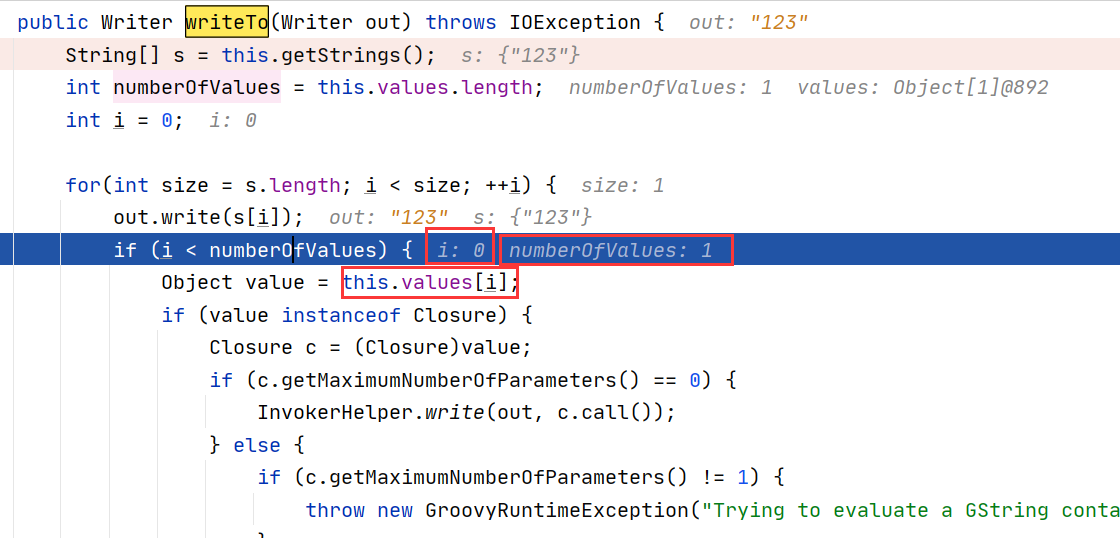 public Writer writeTo(Writer out) throws IOException {  out: "123"
String[] s = this.getStrings();  s: {"123"}
int numberOfValues = this.values.length;  numberOfValues: 1  values: Object[1]@892
int i = 0;  i: 0
for(int size = s.length; i < size; ++i) {  size: 1
out.write(s[i]);  out: "123"  s: {"123"}
if (i < numberOfValues) {  i: 0  numberOfValues: 1
Object value = this.values[i];
if (value instanceof Closure) {
Closure c = (Closure)value;
if (c.getMaximumNumberOfParameters() == 0) {
InvokerHelper.write(out, c.call());
} else {
if (c.getMaximumNumberOfParameters() != 1) {
throw new GroovyRuntimeException("Trying to evaluate a GString conta
}